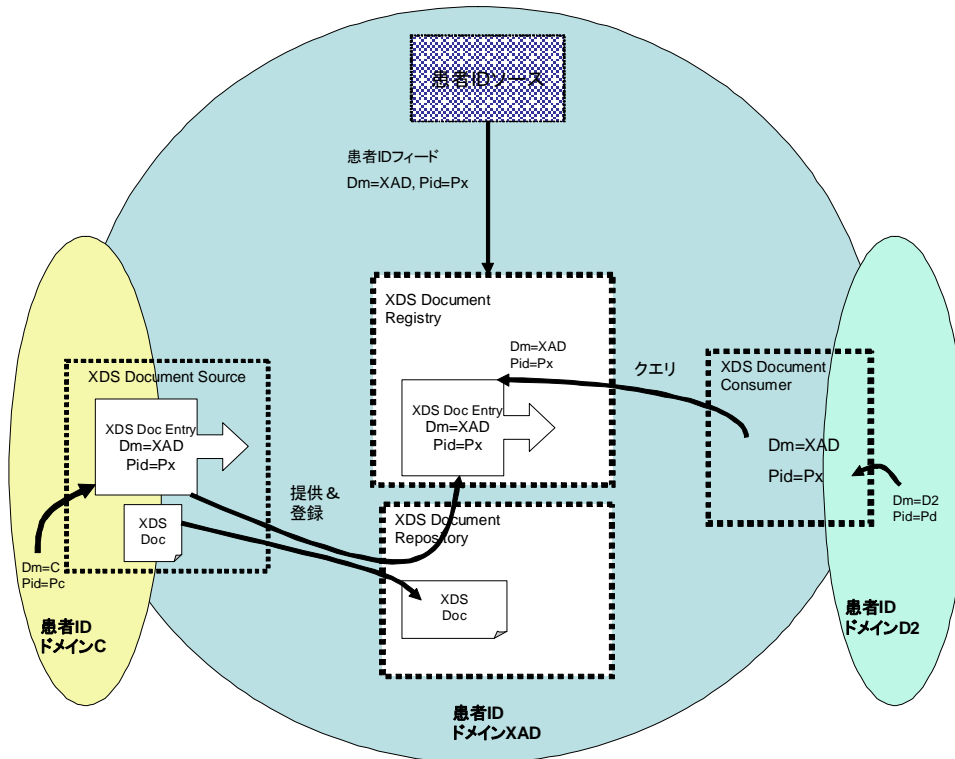 患者IDソース
患者IDフィード
Dm=XAD, Pid=Px
XDS Document
Registry
Dm=XAD
Pid=Px
XDS Doc Entry
Dm=XAD
Pid=Px
クエリ
XDS Document
Consumer
Dm=XAD
Pid=Px
Dm=D2
Pid=Pd
患者ID
ドメインD2
XDS Document Source
XDS Doc Entry
Dm=XAD
Pid=Px
XDS
Doc
Dm=C
Pid=Pc
患者ID
ドメインC
提供 &
登録
XDS Document
Repository
XDS
Doc
患者ID
ドメインXAD